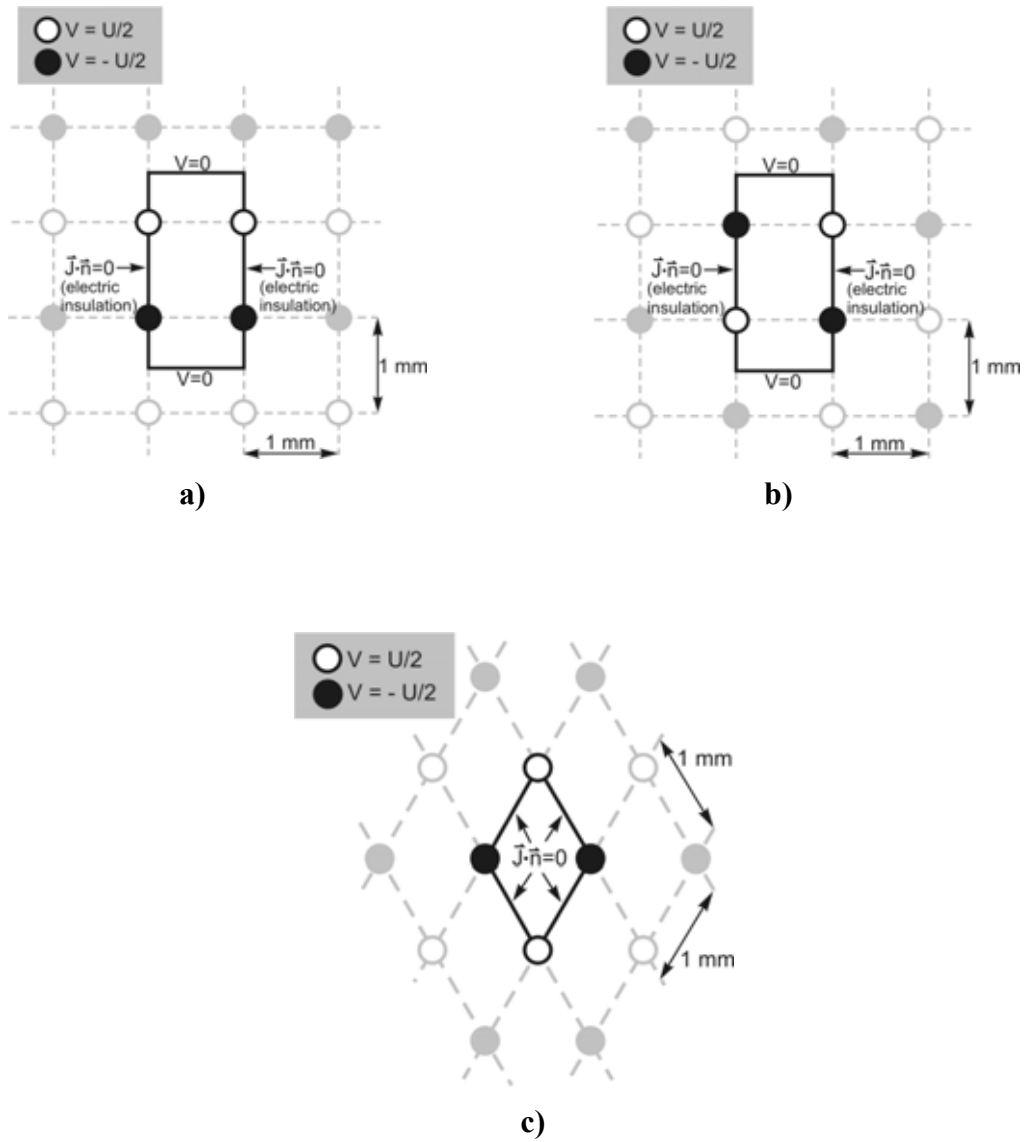 V = U/2
V = - U/2
V=0
J⃗·n⃗=0
(electric
insulation)
J⃗·n⃗=0
(electric
insulation)
V=0
1 mm
1 mm
a)
V = U/2
V = - U/2
V=0
J⃗·n⃗=0
(electric
insulation)
J⃗·n⃗=0
(electric
insulation)
V=0
1 mm
1 mm
b)
V = U/2
V = - U/2
1 mm
J⃗·n⃗=0
1 mm
c)